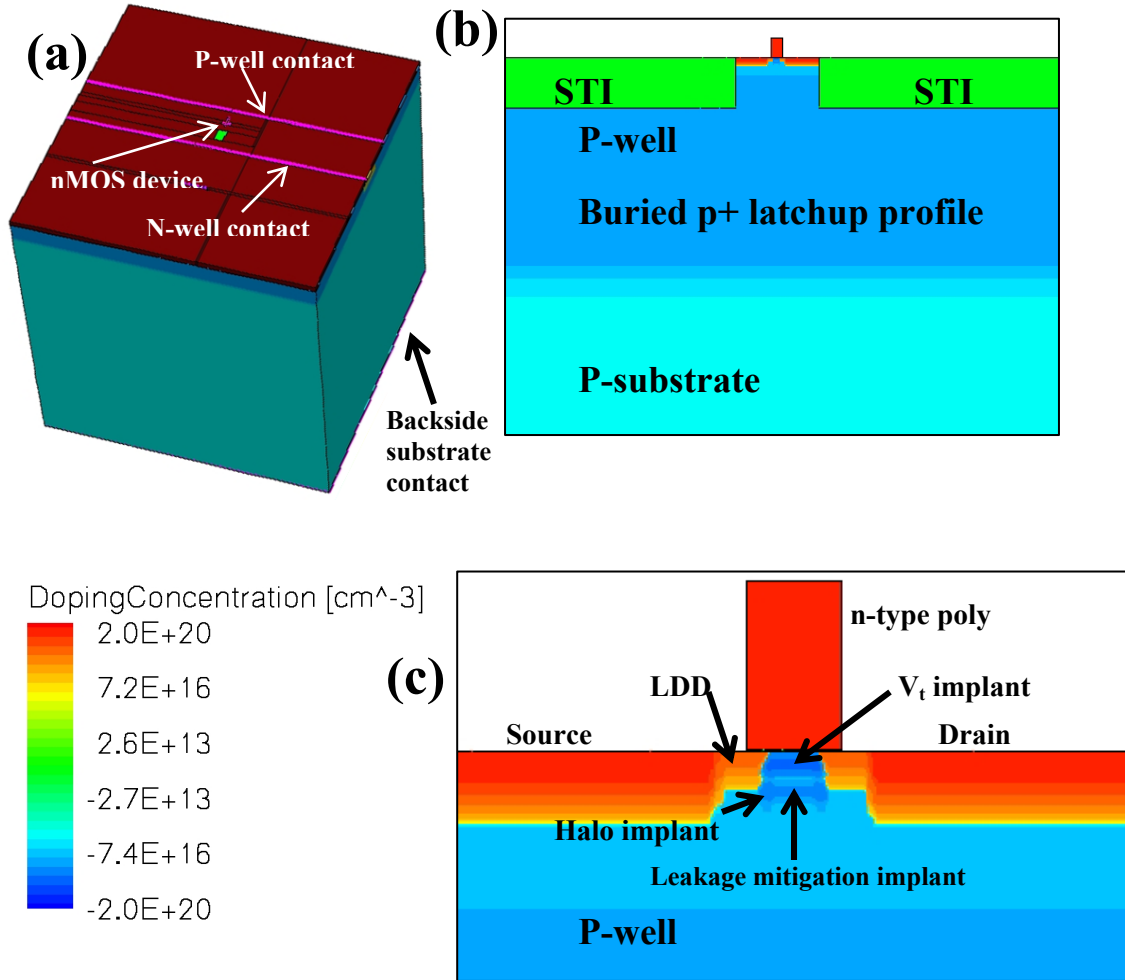 (a)
P-well contact
nMOS device
N-well contact
Backside
substrate
contact
(b)
STI
STI
P-well
Buried p+ latchup profile
P-substrate
DopingConcentration [cm^-3]
2.0E+20
7.2E+16
2.6E+13
-2.7E+13
-7.4E+16
-2.0E+20
(c)
n-type poly
LDD
Vt implant
Source
Drain
Halo implant
Leakage mitigation implant
P-well